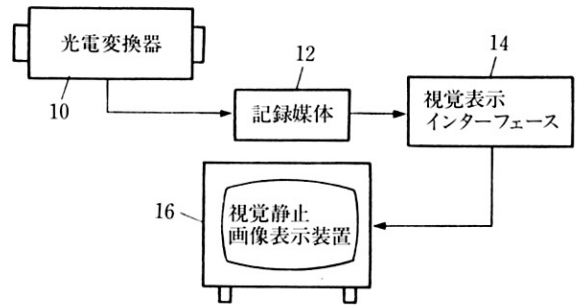 光電変換器
10
12
記録媒体
14
視覚表示
インターフェース
16
視覚静止
画像表示装置